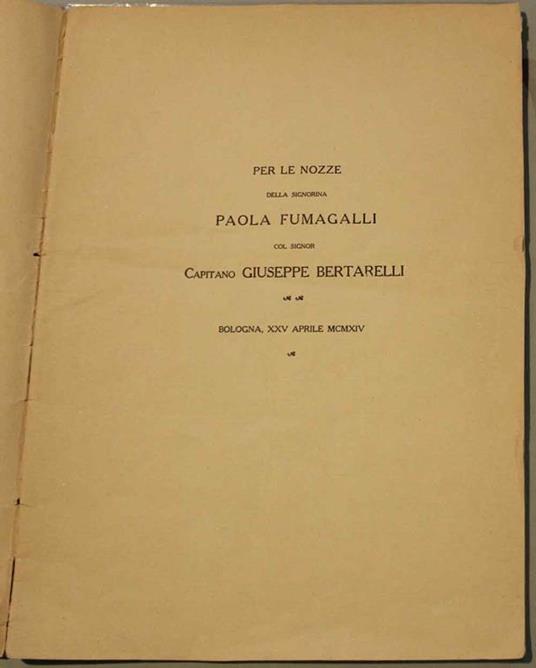 PER LE NOZZE
DELLA SIGNORINA
PAOLA FUMAGALLI
COL SIGNOR
CAPITANO GIUSEPPE BERTARELLI
BOLOGNA, XXV APRILE MCMXIV